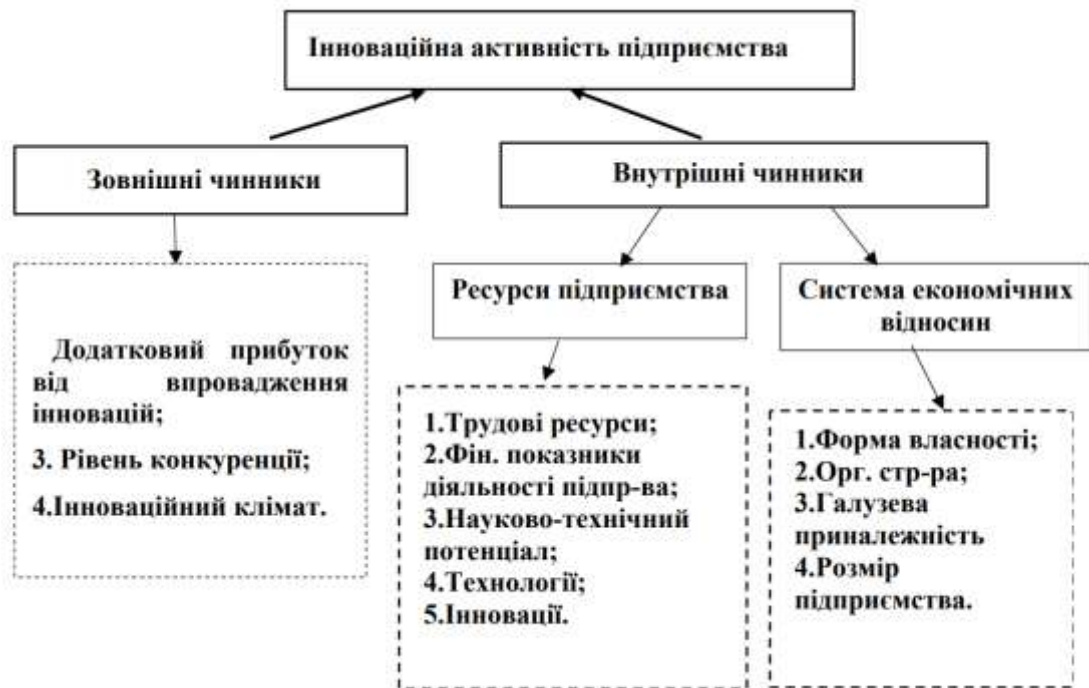 Інноваційна активність підприємства
Зовнішні чинники
Внутрішні чинники
Додатковий прибуток
від впровадження
інновацій;
3. Рівень конкуренції;
4.Інноваційний клімат.
Ресурси підприємства
1.Трудові ресурси;
2.Фін. показники
діяльності підпр-ва;
3.Науково-технічний
потенціал;
4.Технології;
5.Інновації.
Система економічних
відносин
1.Форма власності;
2.Орг. стр-ра;
3.Галузева
приналежність
4.Розмір
підприємства.